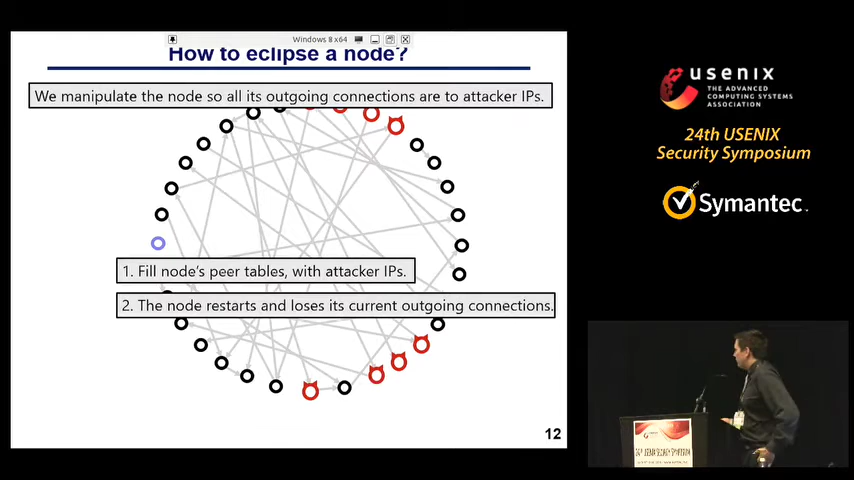 Windows 8 x64
How to eclipse a node?
We manipulate the node so all its outgoing connections are to attacker IPs.
1. Fill node's peer tables, with attacker IPs.
2. The node restarts and loses its current outgoing connections.
12
usenix
THE ADVANCED
COMPUTING SYSTEMS
ASSOCIATION
24th USENIX
Security Symposium
Symantec.